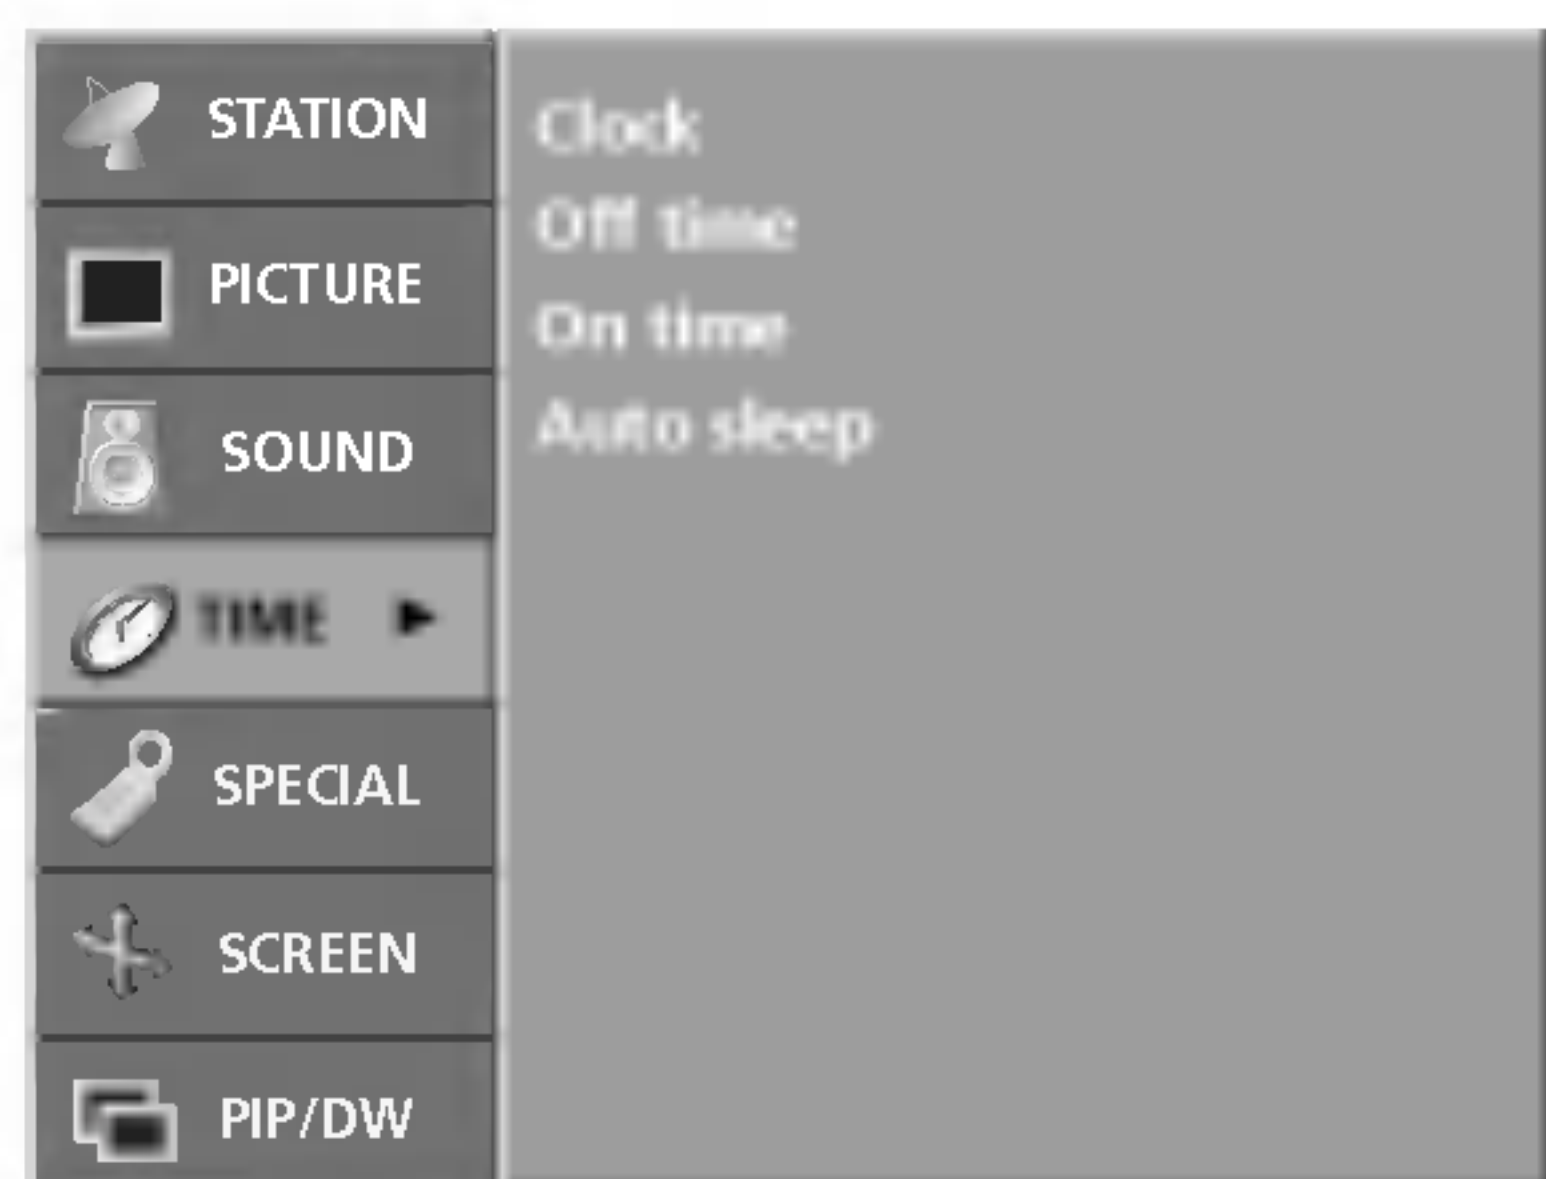 STATION
PICTURE
SOUND
TIME
SPECIAL
SCREEN
PIP/DW
Clock
Off time
On time
Auto sleep